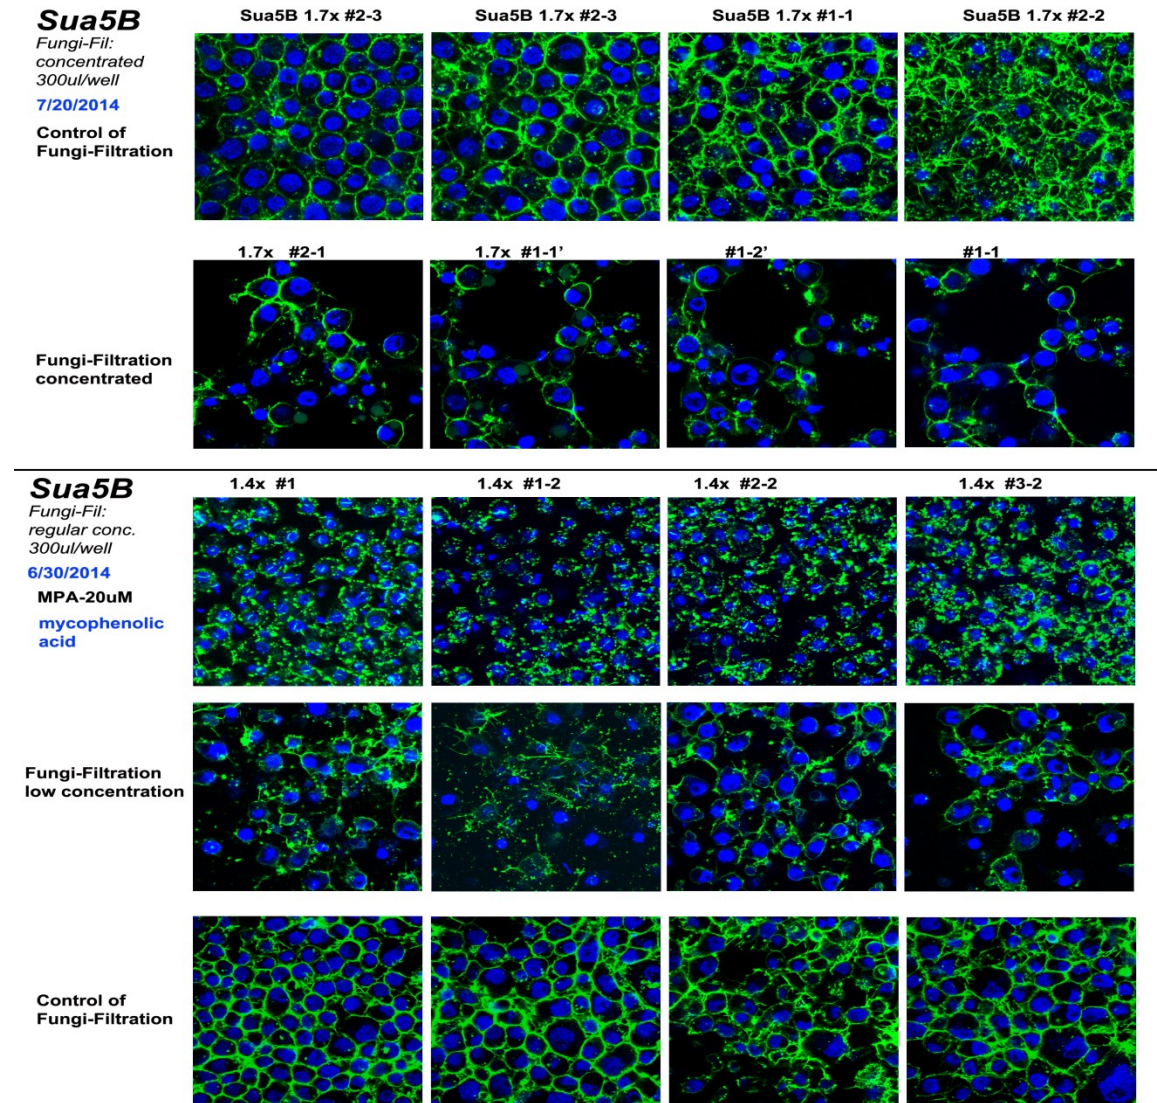 Sua5B
Fungi-Fil:
concentrated
300ul/well
7/20/2014
Control of
Fungi-Filtration
Sua5B 1.7x #2-3
Sua5B 1.7x #2-3
Sua5B 1.7x #1-1
Sua5B 1.7x #2-2
1.7x #2-1
1.7x #1-1’
#1-2’
#1-1
Fungi-Filtration
concentrated
Sua5B
Fungi-Fil:
regular conc.
300ul/well
6/30/2014
MPA-20uM
mycophenolic
acid
1.4x #1
1.4x #1-2
1.4x #2-2
1.4x #3-2
Fungi-Filtration
low concentration
Control of
Fungi-Filtration